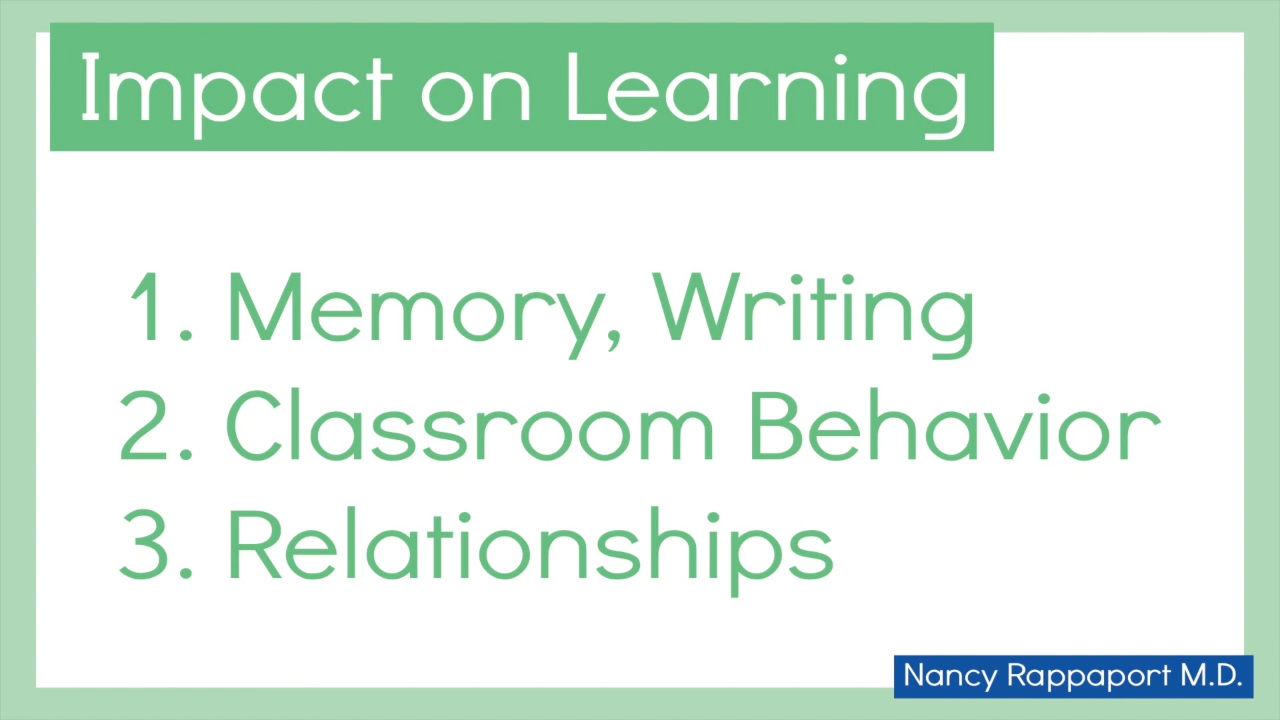 Impact on Learning
1. Memory, Writing
2. Classroom Behavior
3. Relationships
Nancy Rappaport M.D.